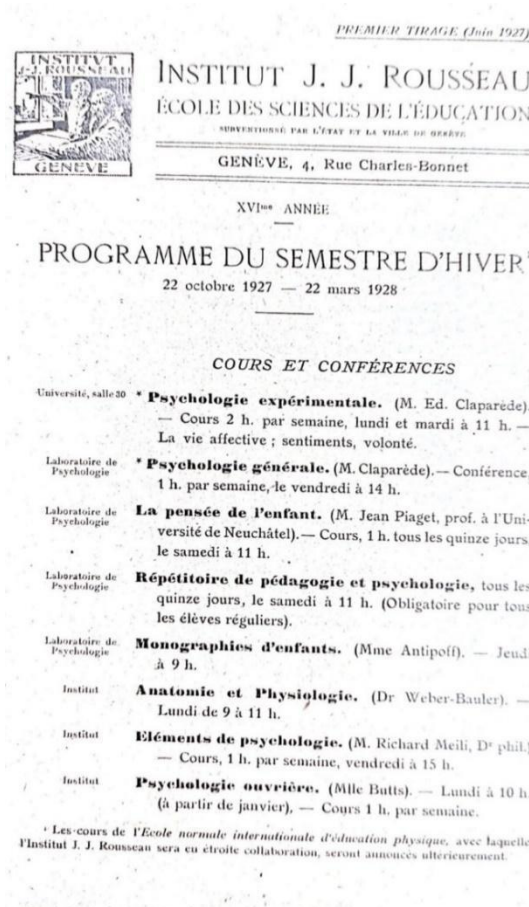 PREMIER TIRAGE (Juin 1927)
INSTITVT
J-J. ROUSSEAU
GENÈVE
INSTITUT J. J. ROUSSEAU
ÉCOLE DES SCIENCES DE L'ÉDUCATION
SUBVENTIONNÉ PAR L'ÉTAT ET LA VILLE DE GENÈVE
GENÈVE, 4, Rue Charles-Bonnet
XVIme ANNÉE
PROGRAMME DU SEMESTRE D'HIVER
22 octobre 1927 — 22 mars 1928
COURS ET CONFÉRENCES
Université, salle 30 * Psychologie expérimentale. (M. Ed. Claparède).
— Cours 2 h. par semaine, lundi et mardi à 11 h. —
La vie affective ; sentiments, volonté.
Laboratoire de
Psychologie
* Psychologie générale. (M. Claparède). — Conférence,
1 h. par semaine, le vendredi à 14 h.
Laboratoire de
Psychologie
La pensée de l'enfant. (M. Jean Piaget, prof. à l'Uni-
versité de Neuchâtel). — Cours, 1 h. tous les quinze jours,
le samedi à 11 h.
Laboratoire de
Psychologie
Répétitoire de pédagogie et psychologie, tous les
quinze jours, le samedi à 11 h. (Obligatoire pour tous
les élèves réguliers).
Laboratoire de
Psychologie
Monographies d'enfants. (Mme Antipoff). — Jeudi
à 9 h.
Institut
Anatomie et Physiologie. (Dr Weber-Bauler). —
Lundi de 9 à 11 h.
Institut
Eléments de psychologie. (M. Richard Meili, Dr phil.)
— Cours, 1 h. par semaine, vendredi à 15 h.
Institut
Psychologie ouvrière. (Mlle Butts). — Lundi à 10 h.
(à partir de janvier). — Cours 1 h. par semaine.
¹ Les cours de l'Ecole normale internationale d'éducation physique, avec laquelle
l'Institut J. J. Rousseau sera en étroite collaboration, seront annoncés ultérieurement.